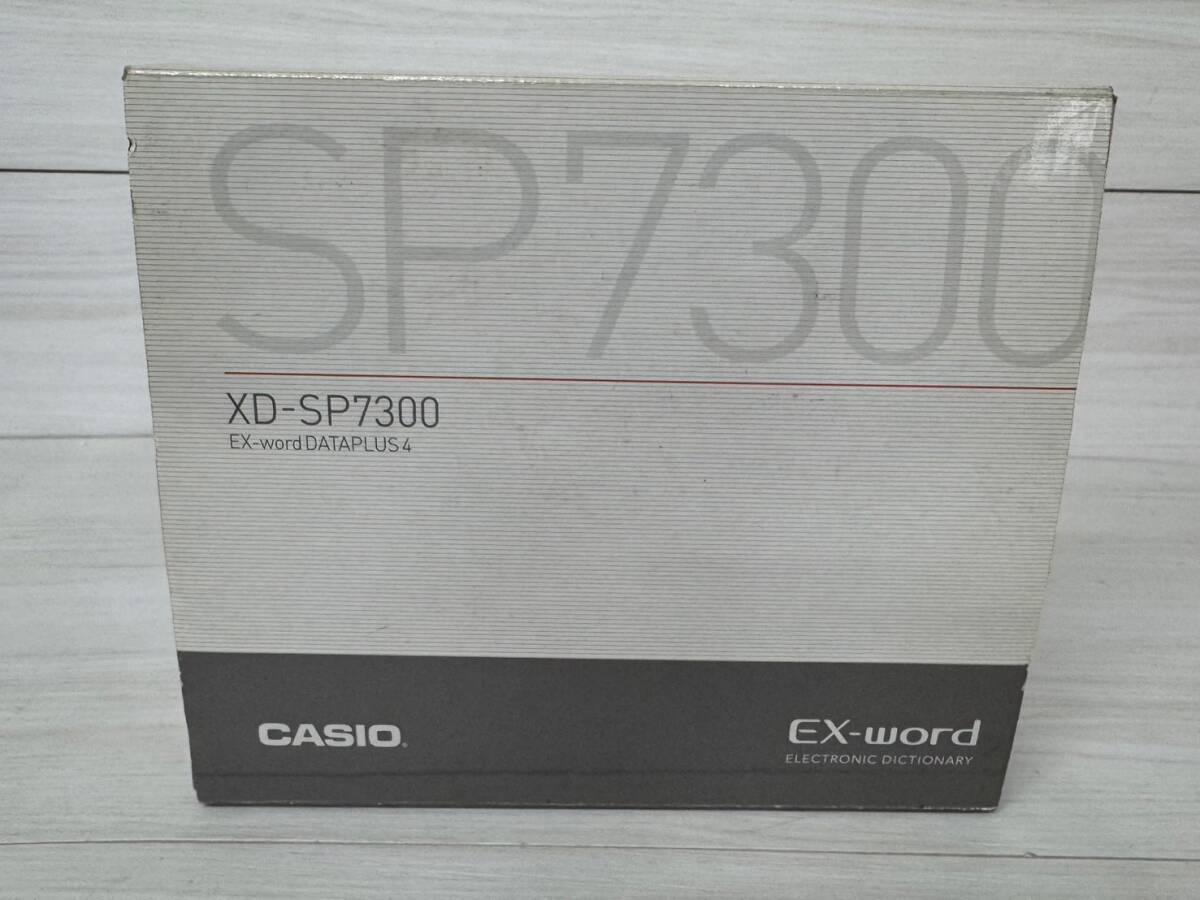 SP7300
XD-SP7300
EX-word DATAPLUS 4
CASIO
EX-word
ELECTRONIC DICTIONARY